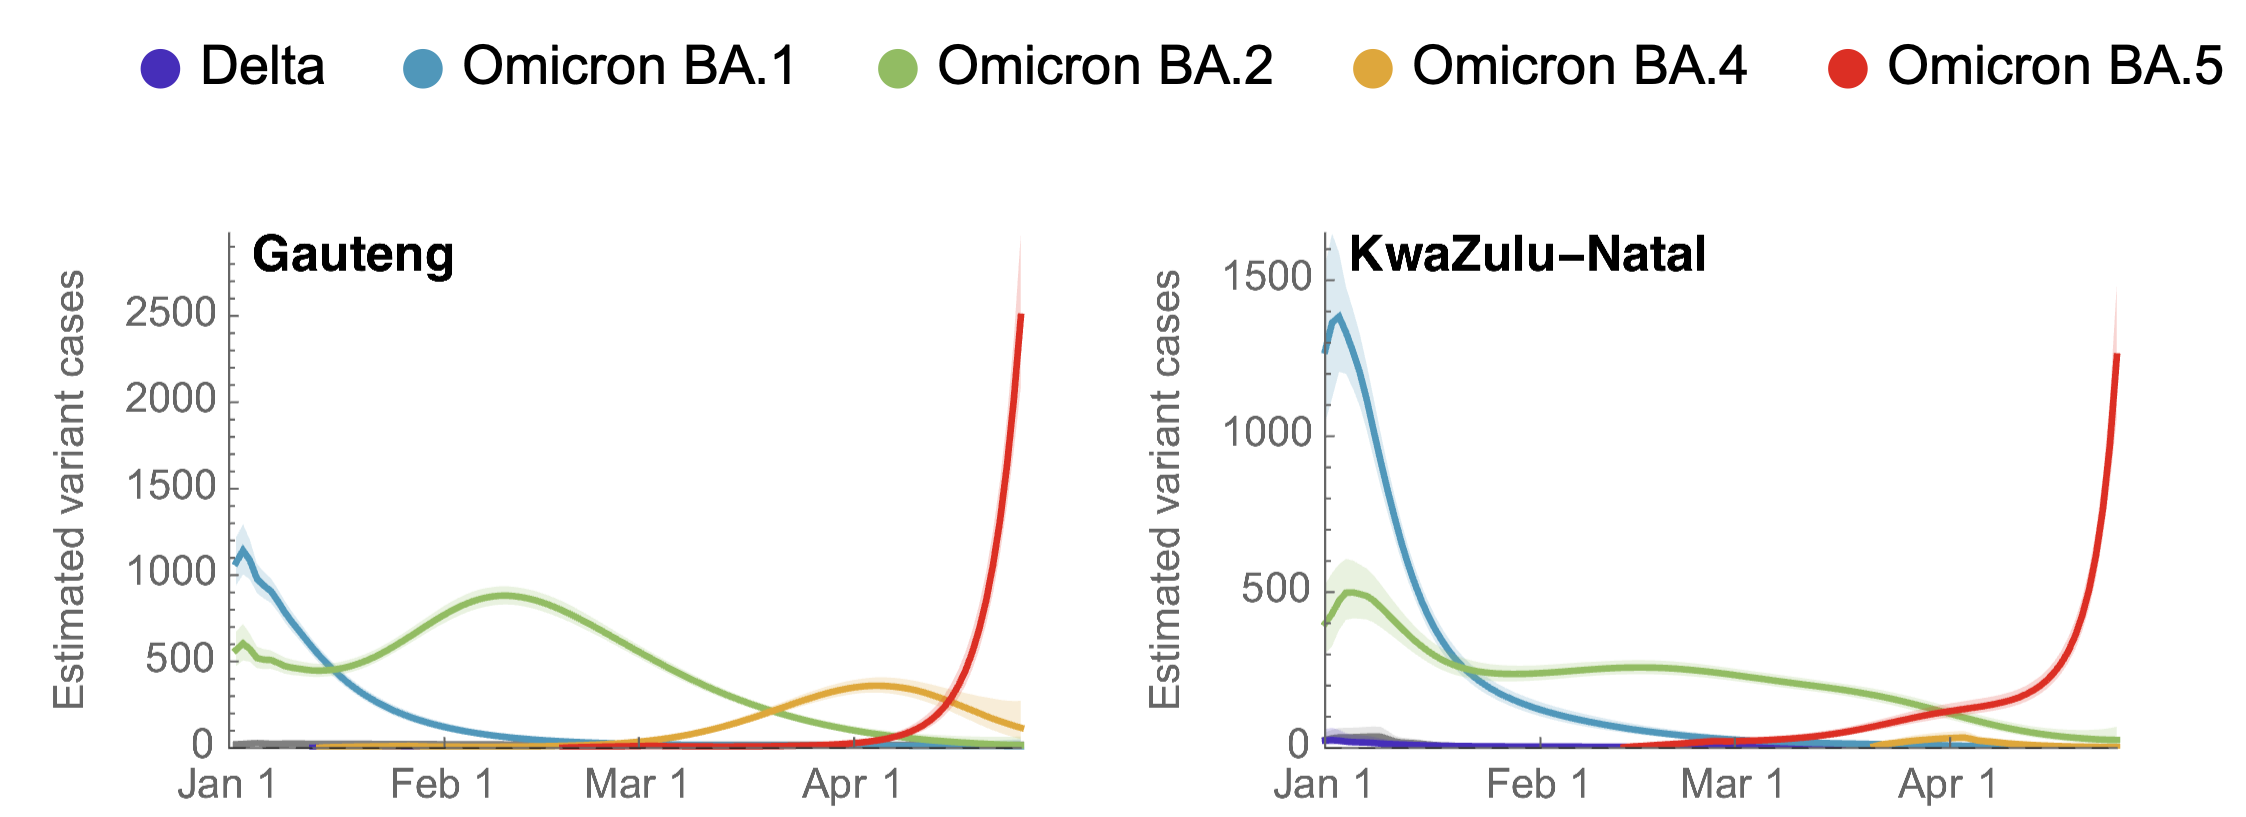 Delta Omicron BA.1 Omicron BA.2 Omicron BA.4 Omicron BA.5
Gauteng
Estimated variant cases
2500
2000
1500
1000
500
0
Jan 1 Feb 1 Mar 1 Apr 1
KwaZulu–Natal
Estimated variant cases
1500
1000
500
0
Jan 1 Feb 1 Mar 1 Apr 1